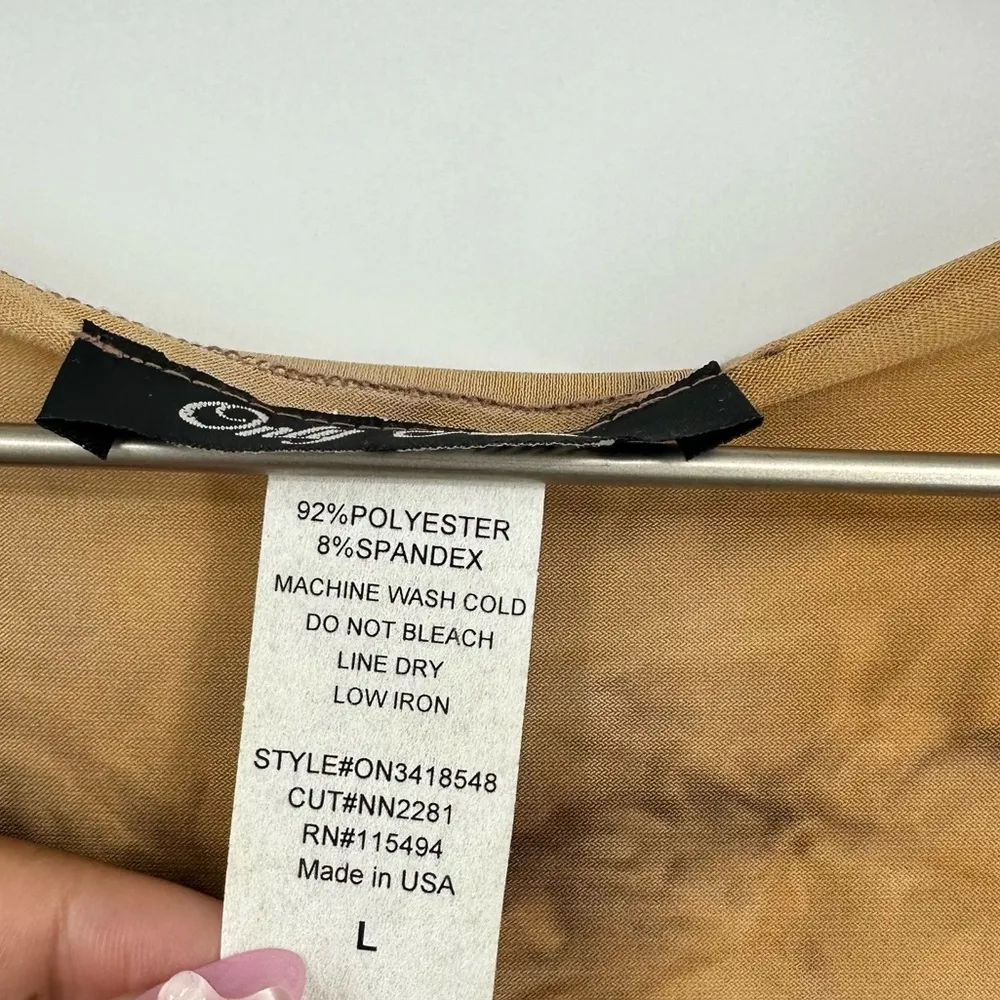 92%POLYESTER
8%SPANDEX
MACHINE WASH COLD
DO NOT BLEACH
LINE DRY
LOW IRON
STYLE#ON3418548
CUT#NN2281
RN#115494
Made in USA
L